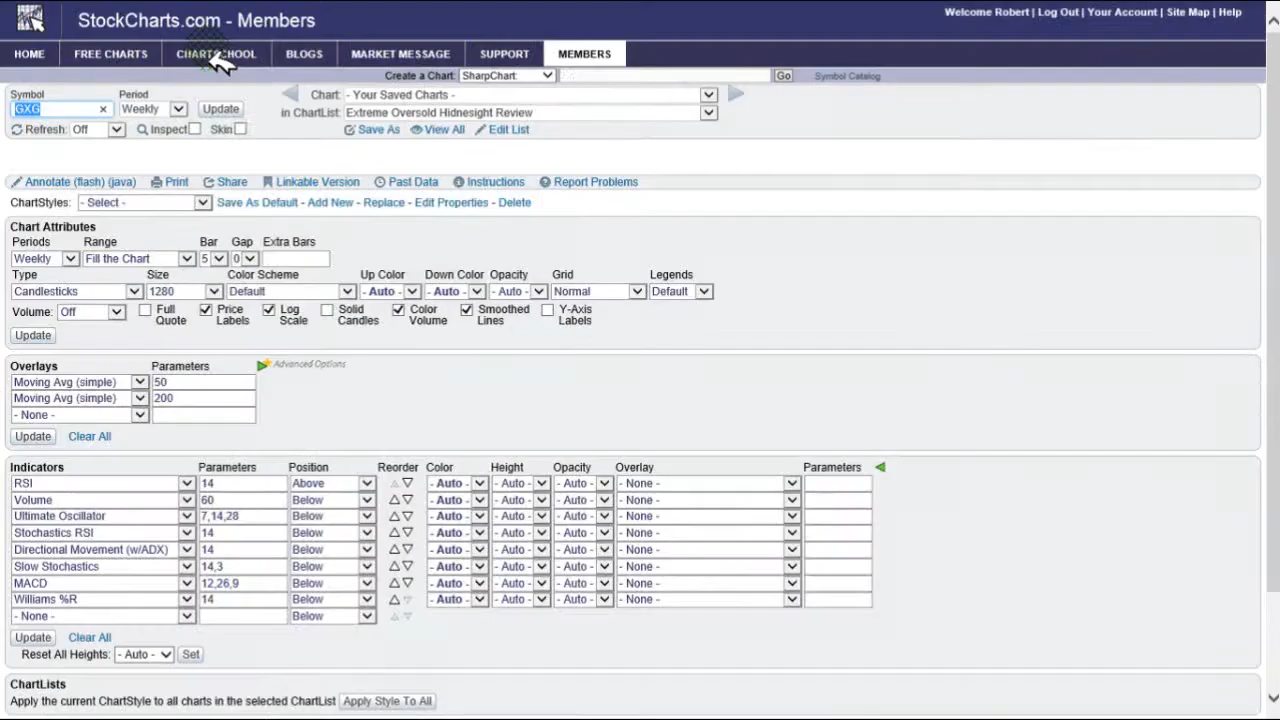 StockCharts.com - Members
Welcome Robert | Log Out | Your Account | Site Map | Help
HOME FREE CHARTS CHARTSCHOOL BLOGS MARKET MESSAGE SUPPORT MEMBERS
Create a Chart: SharpChart Go Symbol Catalog
Symbol Period Chart: - Your Saved Charts -
GXG × Weekly Update in ChartList: Extreme Oversold Hidnesight Review
Refresh: Off Inspect Skin Save As View All Edit List
Annotate (flash) (java) Print Share Linkable Version Past Data Instructions Report Problems
ChartStyles: - Select - Save As Default - Add New - Replace - Edit Properties - Delete
Chart Attributes
Periods Range Bar Gap Extra Bars
Weekly Fill the Chart 5 0
Type Size Color Scheme Up Color Down Color Opacity Grid Legends
Candlesticks 1280 Default - Auto - - Auto - - Auto - Normal Default
Volume: Off Full Quote Price Labels Log Scale Solid Candles Color Volume Smoothed Lines Y-Axis Labels
Update
Overlays Parameters Advanced Options
Moving Avg (simple) 50
Moving Avg (simple) 200
- None -
Update Clear All
Indicators Parameters Position Reorder Color Height Opacity Overlay Parameters
RSI 14 Above - Auto - - Auto - - Auto - - None -
Volume 60 Below - Auto - - Auto - - Auto - - None -
Ultimate Oscillator 7,14,28 Below - Auto - - Auto - - Auto - - None -
Stochastics RSI 14 Below - Auto - - Auto - - Auto - - None -
Directional Movement (w/ADX) 14 Below - Auto - - Auto - - Auto - - None -
Slow Stochastics 14,3 Below - Auto - - Auto - - Auto - - None -
MACD 12,26,9 Below - Auto - - Auto - - Auto - - None -
Williams %R 14 Below - Auto - - Auto - - Auto - - None -
- None - Below
Update Clear All
Reset All Heights: - Auto - Set
ChartLists
Apply the current ChartStyle to all charts in the selected ChartList Apply Style To All